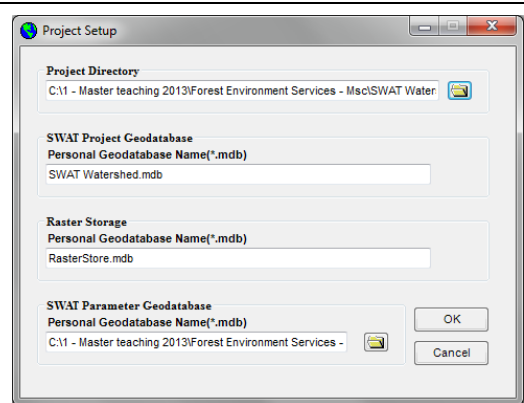 Project Setup
Project Directory
C:\1 - Master teaching 2013\Forest Environment Services - Msc\SWAT Water
SWAT Project Geodatabase
Personal Geodatabase Name(*.mdb)
SWAT Watershed.mdb
Raster Storage
Personal Geodatabase Name(*.mdb)
RasterStore.mdb
SWAT Parameter Geodatabase
Personal Geodatabase Name(*.mdb)
C:\1 - Master teaching 2013\Forest Environment Services -
OK
Cancel